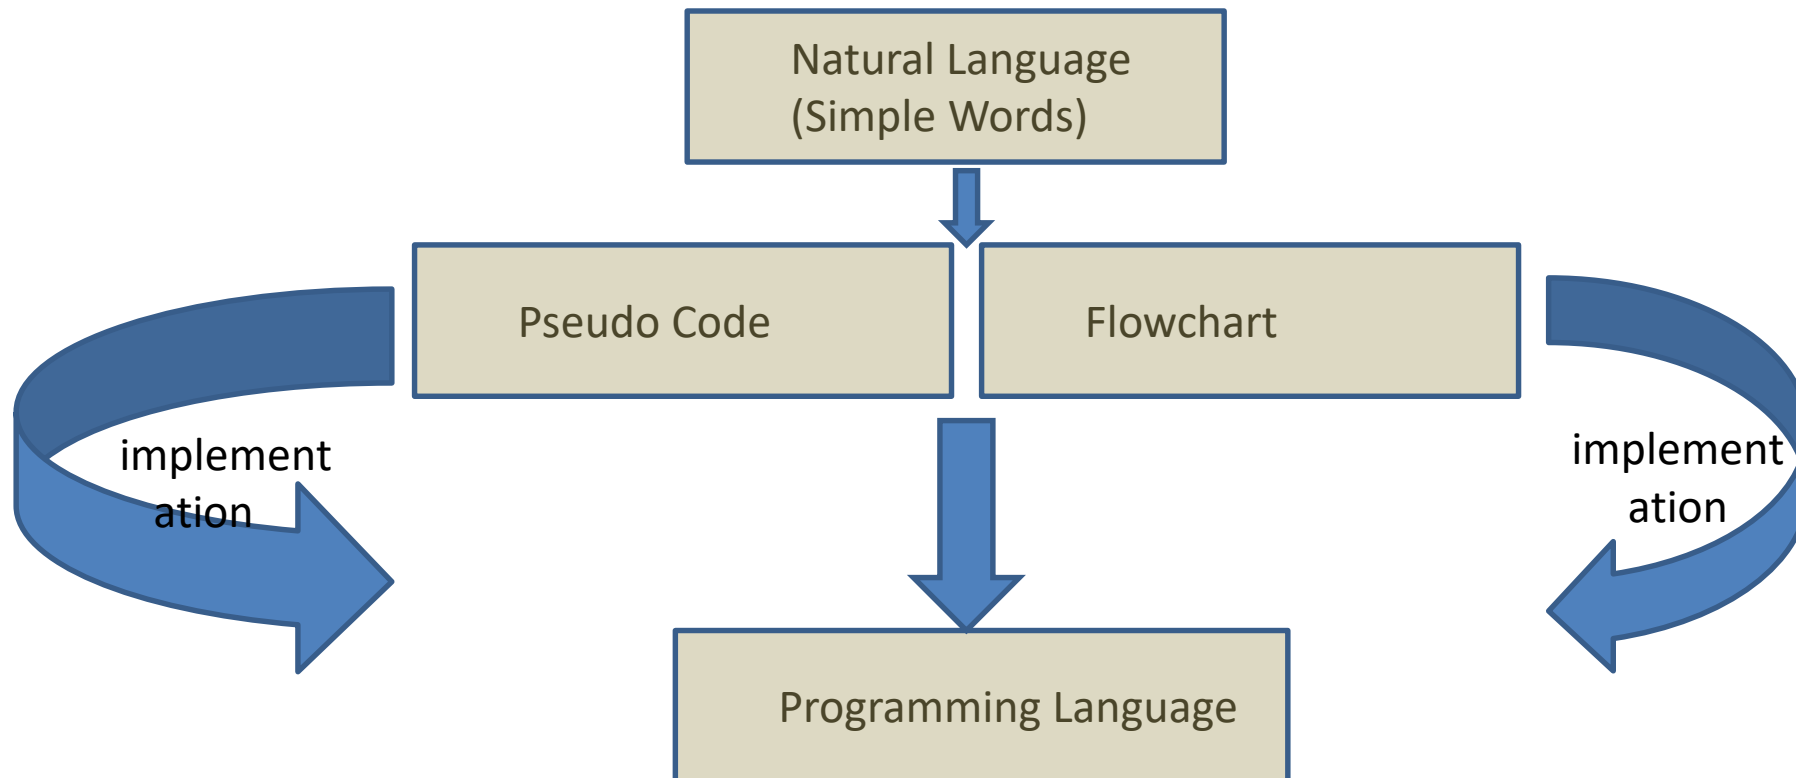 Natural Language
(Simple Words)
Pseudo Code
Flowchart
implement
ation
implement
ation
Programming Language